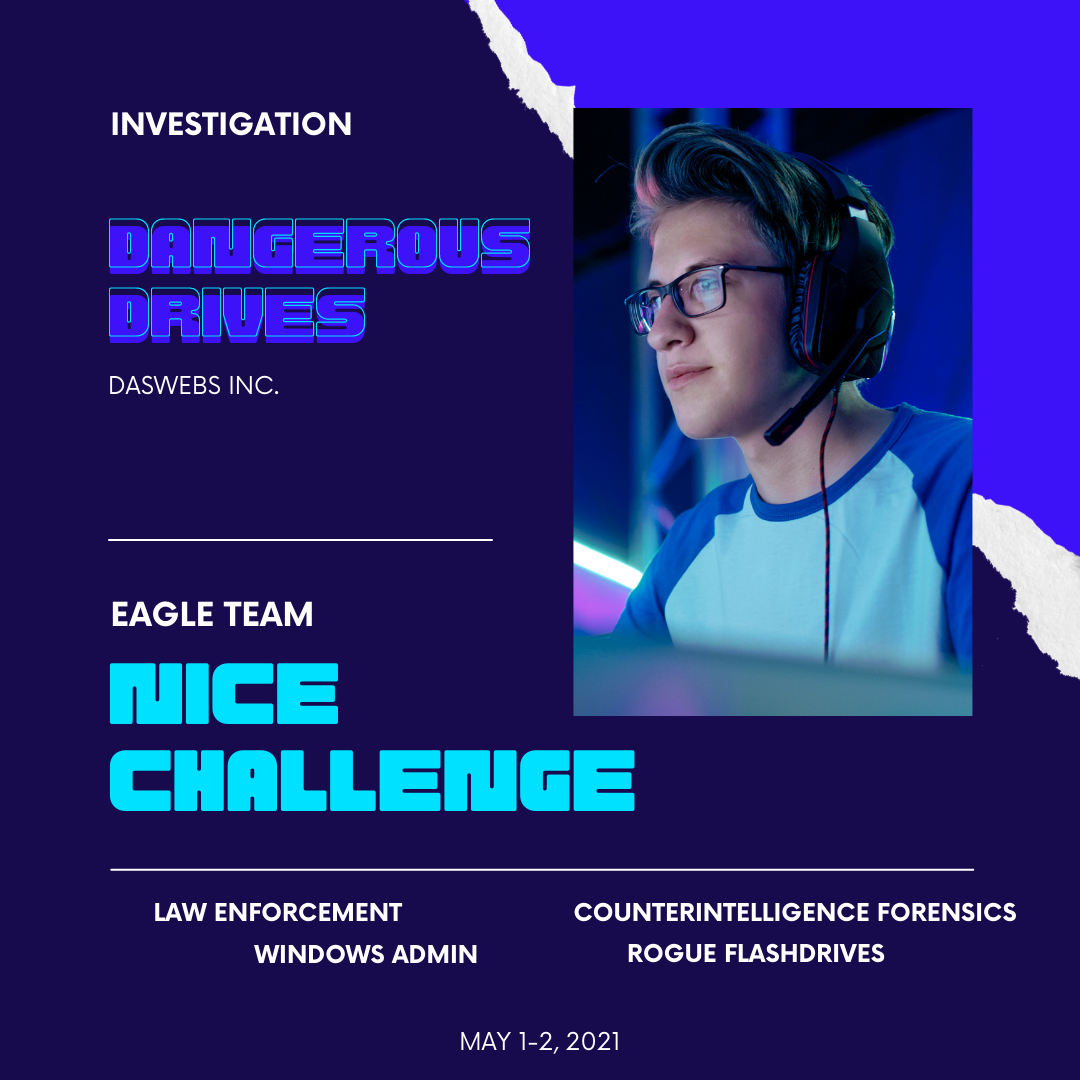 INVESTIGATION
DANGEROUS
DRIVES
DASWEBS INC.
EAGLE TEAM
NICE
CHALLENGE
LAW ENFORCEMENT
COUNTERINTELLIGENCE FORENSICS
WINDOWS ADMIN
ROGUE FLASHDRIVES
MAY 1-2, 2021